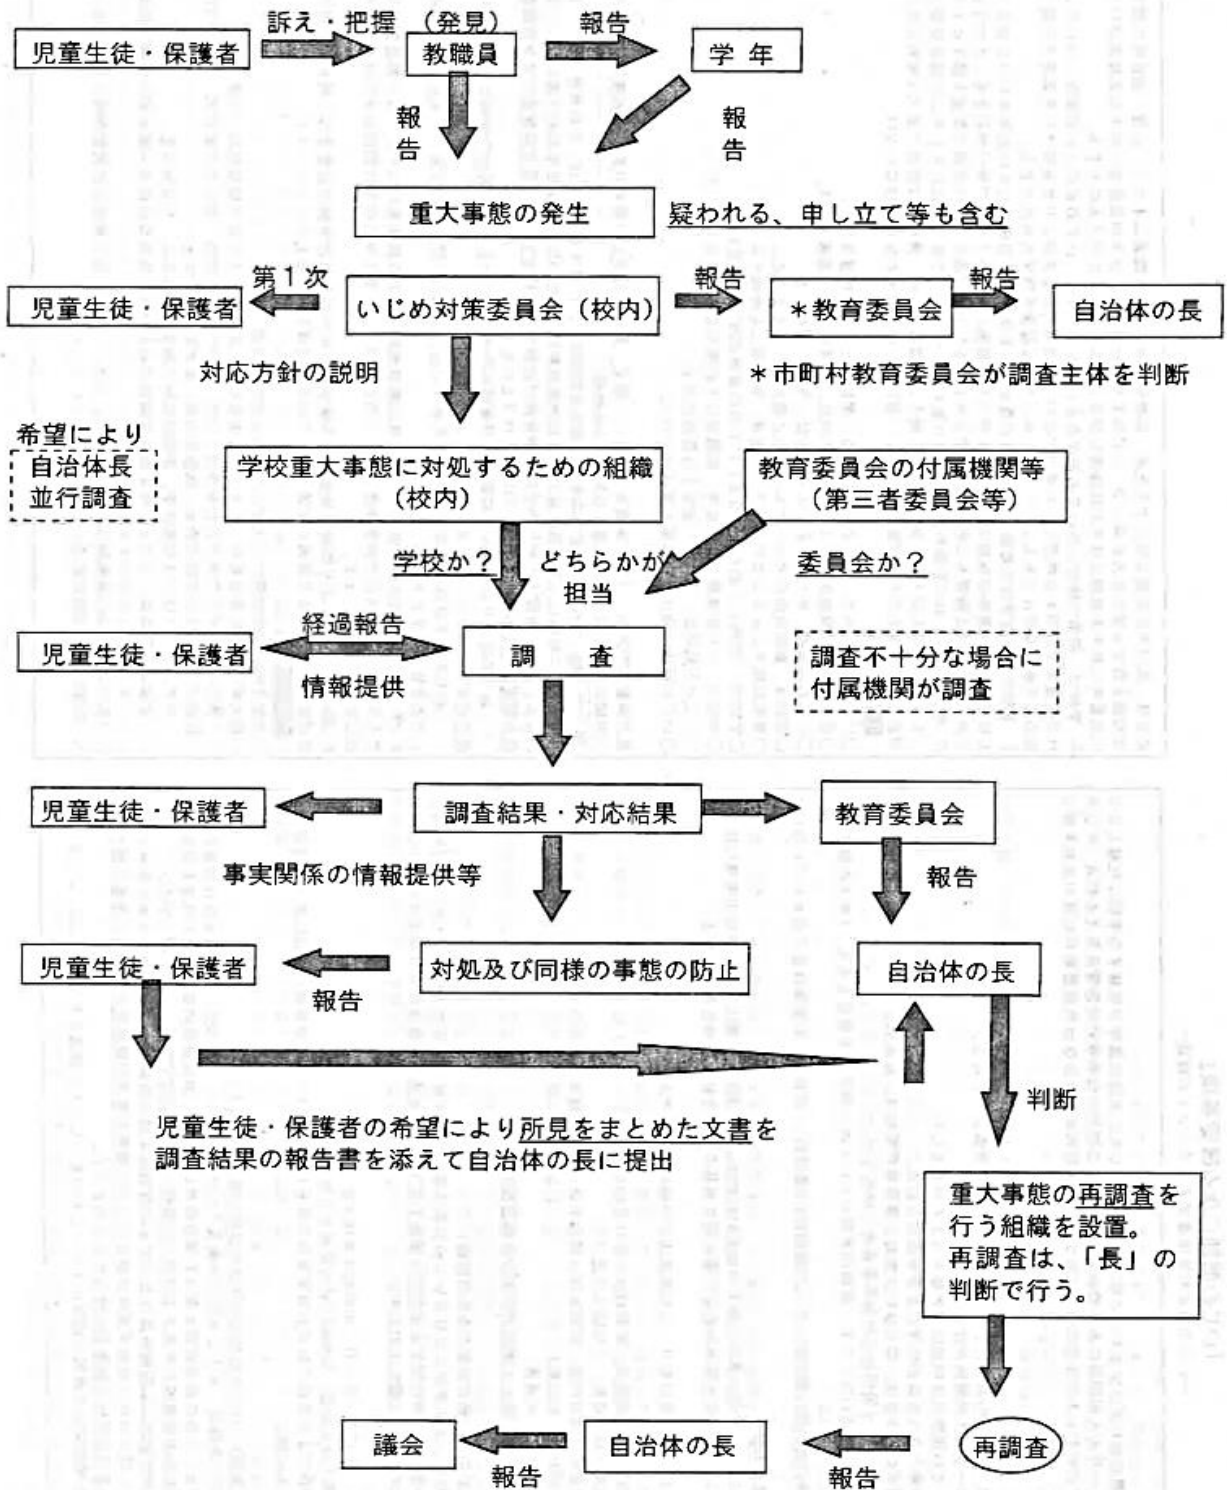 訴え・把握 (発見) 報告
児童生徒・保護者 教職員 学 年
報告 報告
重大事態の発生 疑われる、申し立て等も含む
第1次 報告 報告
児童生徒・保護者 いじめ対策委員会（校内） ＊教育委員会 自治体の長
対応方針の説明 ＊市町村教育委員会が調査主体を判断
希望により
自治体長
並行調査
学校重大事態に対処するための組織
（校内）
教育委員会の付属機関等
（第三者委員会等）
学校か？ どちらかが 委員会か？
担当
経過報告
児童生徒・保護者 調 査
情報提供
調査不十分な場合に
付属機関が調査
児童生徒・保護者 調査結果・対応結果 教育委員会
事実関係の情報提供等 報告
児童生徒・保護者 対処及び同様の事態の防止 自治体の長
報告
判断
児童生徒・保護者の希望により所見をまとめた文書を
調査結果の報告書を添えて自治体の長に提出
重大事態の再調査を
行う組織を設置。
再調査は、「長」の
判断で行う。
議会 自治体の長 再調査
報告 報告